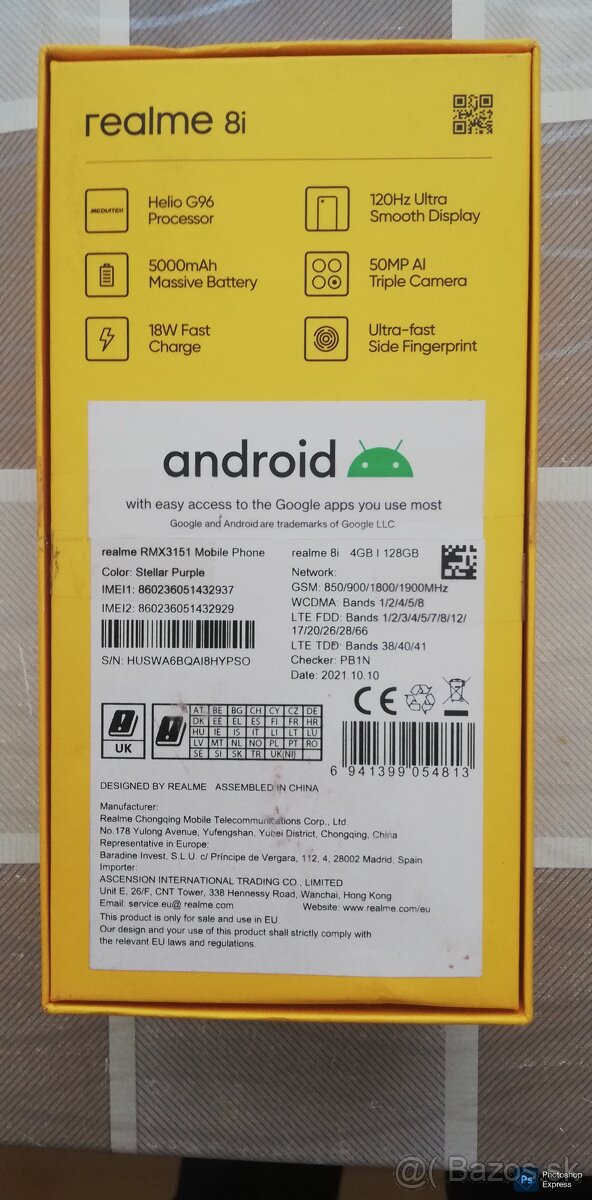 realme 8i
MEDIATEK
Helio G96
Processor
120Hz Ultra
Smooth Display
5000mAh
Massive Battery
50MP AI
Triple Camera
18W Fast
Charge
Ultra-fast
Side Fingerprint
android
with easy access to the Google apps you use most
Google and Android are trademarks of Google LLC.
realme RMX3151 Mobile Phone
Color: Stellar Purple
IMEI1: 860236051432937
IMEI2: 860236051432929
S/N: HUSWA6BQAI8HYPSO
realme 8i 4GB | 128GB
Network:
GSM: 850/900/1800/1900MHz
WCDMA: Bands 1/2/4/5/8
LTE FDD: Bands 1/2/3/4/5/7/8/12/
17/20/26/28/66
LTE TDD: Bands 38/40/41
Checker: PB1N
Date: 2021.10.10
CE
UK
AT BE BG CH CY CZ DE
DK EE EL ES FI FR HR
HU IE IS IT LI LT LU
LV MT NL NO PL PT RO
SE SI SK TR UK(NI)
6 941399 054813
DESIGNED BY REALME ASSEMBLED IN CHINA
Manufacturer:
Realme Chongqing Mobile Telecommunications Corp., Ltd.
No.178 Yulong Avenue, Yufengshan, Yubei District, Chongqing, China
Representative in Europe:
Baradine Invest. S.L.U. c/ Príncipe de Vergara, 112, 4, 28002 Madrid, Spain
Importer:
ASCENSION INTERNATIONAL TRADING CO., LIMITED
Unit E, 26/F, CNT Tower, 338 Hennessy Road, Wanchai, Hong Kong
Email: service.eu@ realme.com Website: www.realme.com/eu
This product is only for sale and use in EU
Our design and your use of this product shall strictly comply with
the relevant EU laws and regulations.
@( Bazos.sk
Ps Photoshop
Express